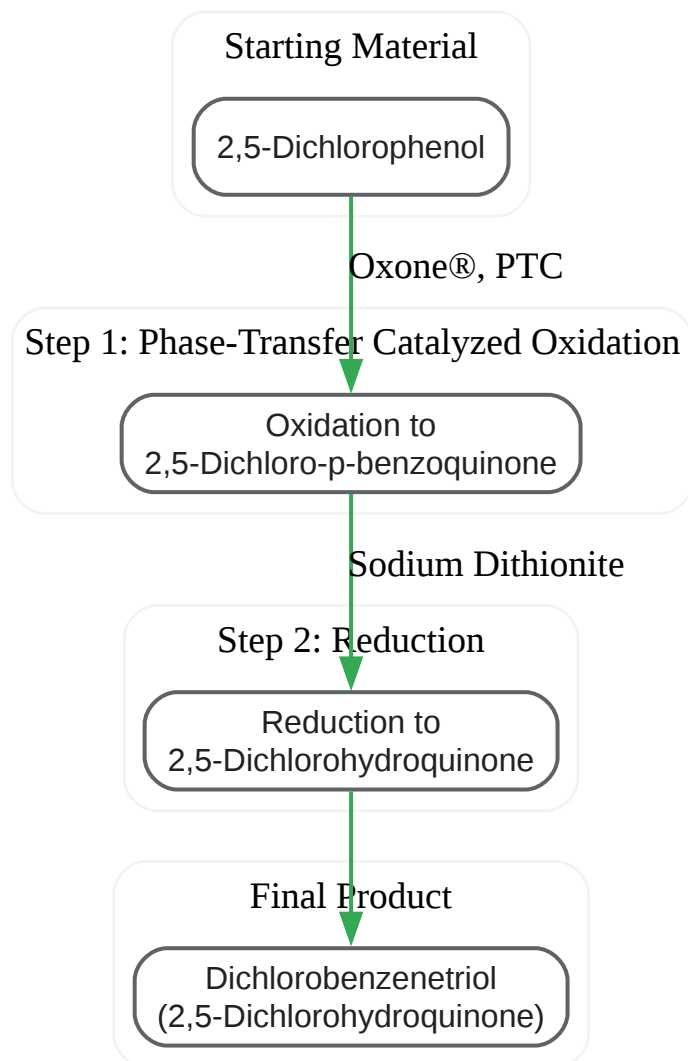 Starting Material
2,5-Dichlorophenol
Oxone®, PTC
Step 1: Phase-Transfer Catalyzed Oxidation
Oxidation to
2,5-Dichloro-p-benzoquinone
Sodium Dithionite
Step 2: Reduction
Reduction to
2,5-Dichlorohydroquinone
Final Product
Dichlorobenzenetriol
(2,5-Dichlorohydroquinone)